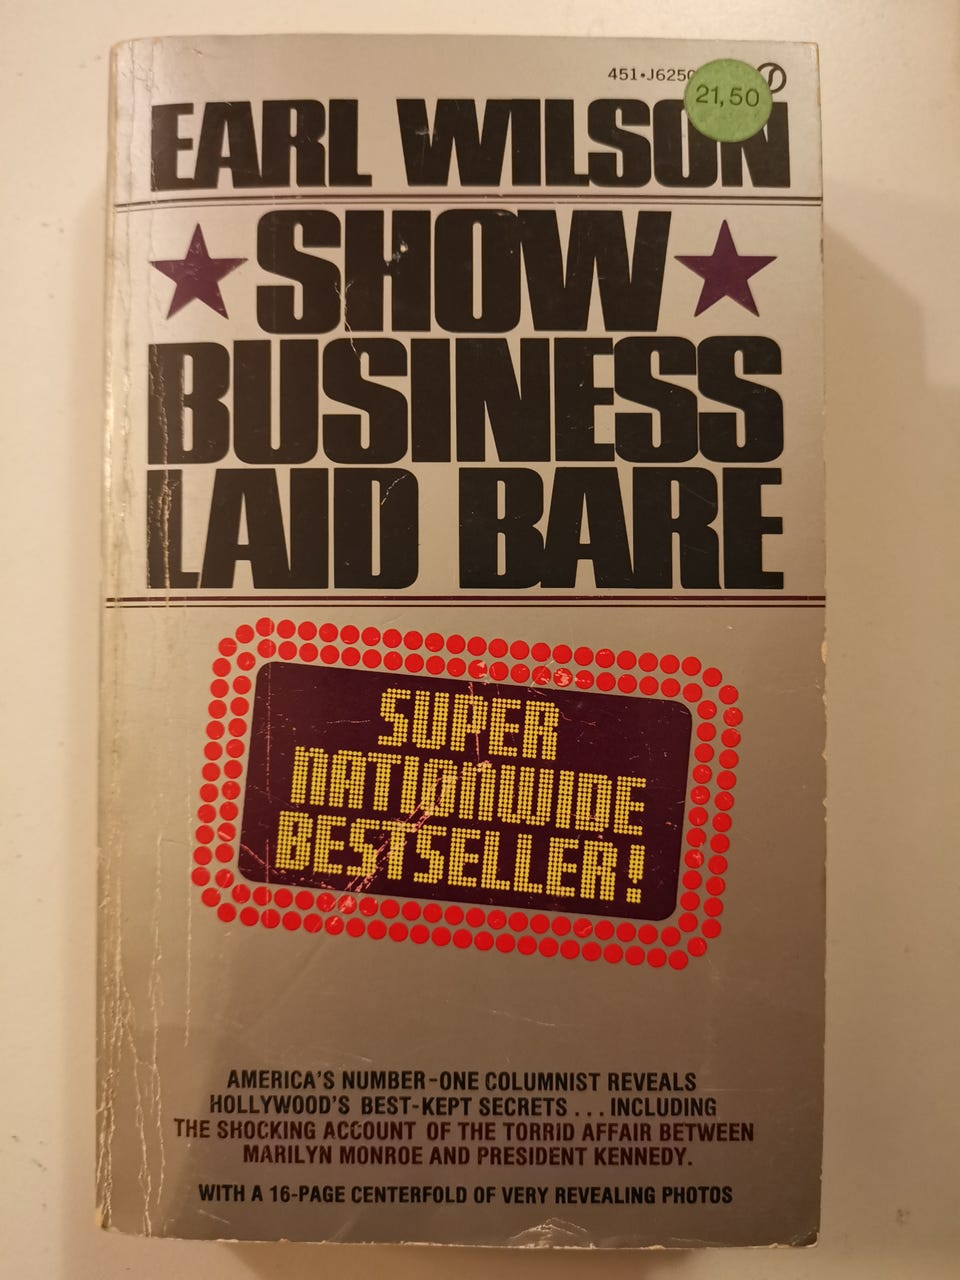 451·J6250
21,50
EARL WILSON
SHOW
BUSINESS
LAID BARE
SUPER
NATIONWIDE
BESTSELLER!
AMERICA'S NUMBER-ONE COLUMNIST REVEALS
HOLLYWOOD'S BEST-KEPT SECRETS . . . INCLUDING
THE SHOCKING ACCOUNT OF THE TORRID AFFAIR BETWEEN
MARILYN MONROE AND PRESIDENT KENNEDY.
WITH A 16-PAGE CENTERFOLD OF VERY REVEALING PHOTOS